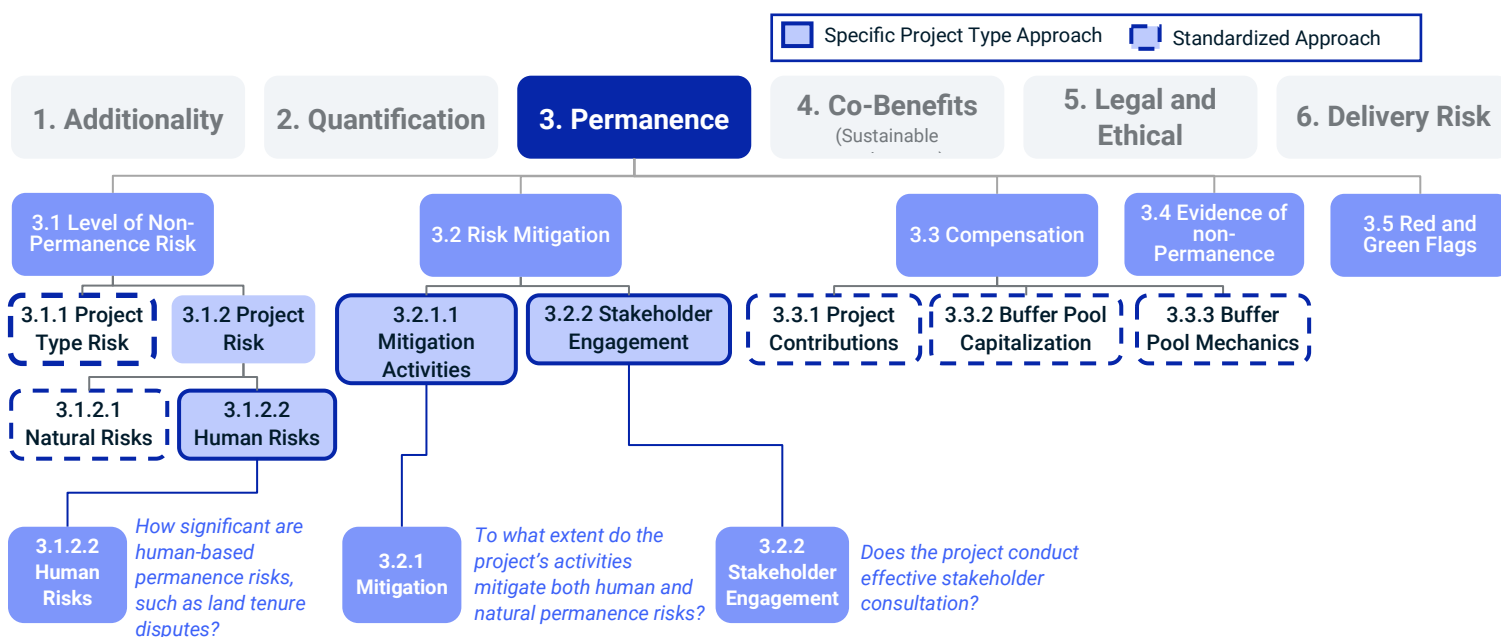 Specific Project Type Approach
Standardized Approach
1. Additionality
2. Quantification
3. Permanence
4. Co-Benefits
(Sustainable
5. Legal and
Ethical
6. Delivery Risk
3.1 Level of Non-
Permanence Risk
3.2 Risk Mitigation
3.3 Compensation
3.4 Evidence of
non-
Permanence
3.5 Red and
Green Flags
3.1.1 Project
Type Risk
3.1.2 Project
Risk
3.2.1.1
Mitigation
Activities
3.2.2 Stakeholder
Engagement
3.3.1 Project
Contributions
3.3.2 Buffer Pool
Capitalization
3.3.3 Buffer
Pool Mechanics
3.1.2.1
Natural Risks
3.1.2.2
Human Risks
3.1.2.2
Human
Risks
How significant are
human-based
permanence risks,
such as land tenure
disputes?
3.2.1
Mitigation
To what extent do the
project's activities
mitigate both human and
natural permanence risks?
3.2.2
Stakeholder
Engagement
Does the project conduct
effective stakeholder
consultation?